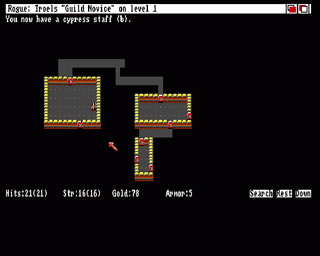 Rogue: Iroels "Guild Novice" on level 1
You now have a cypress staff (b).
Hits:21(21) Str:16(16) Gold:78 Armor:5 Search Rest Down